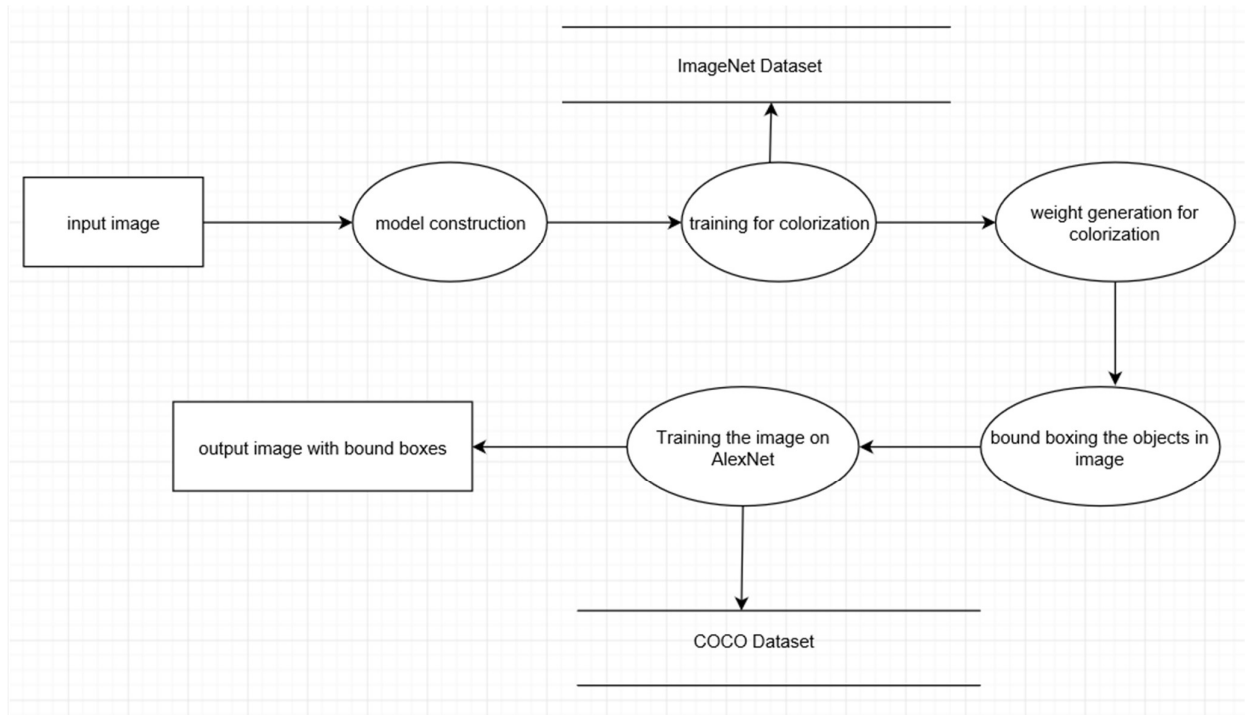 ImageNet Dataset
input image
model construction
training for colorization
weight generation for
colorization
output image with bound boxes
Training the image on
AlexNet
bound boxing the objects in
image
COCO Dataset